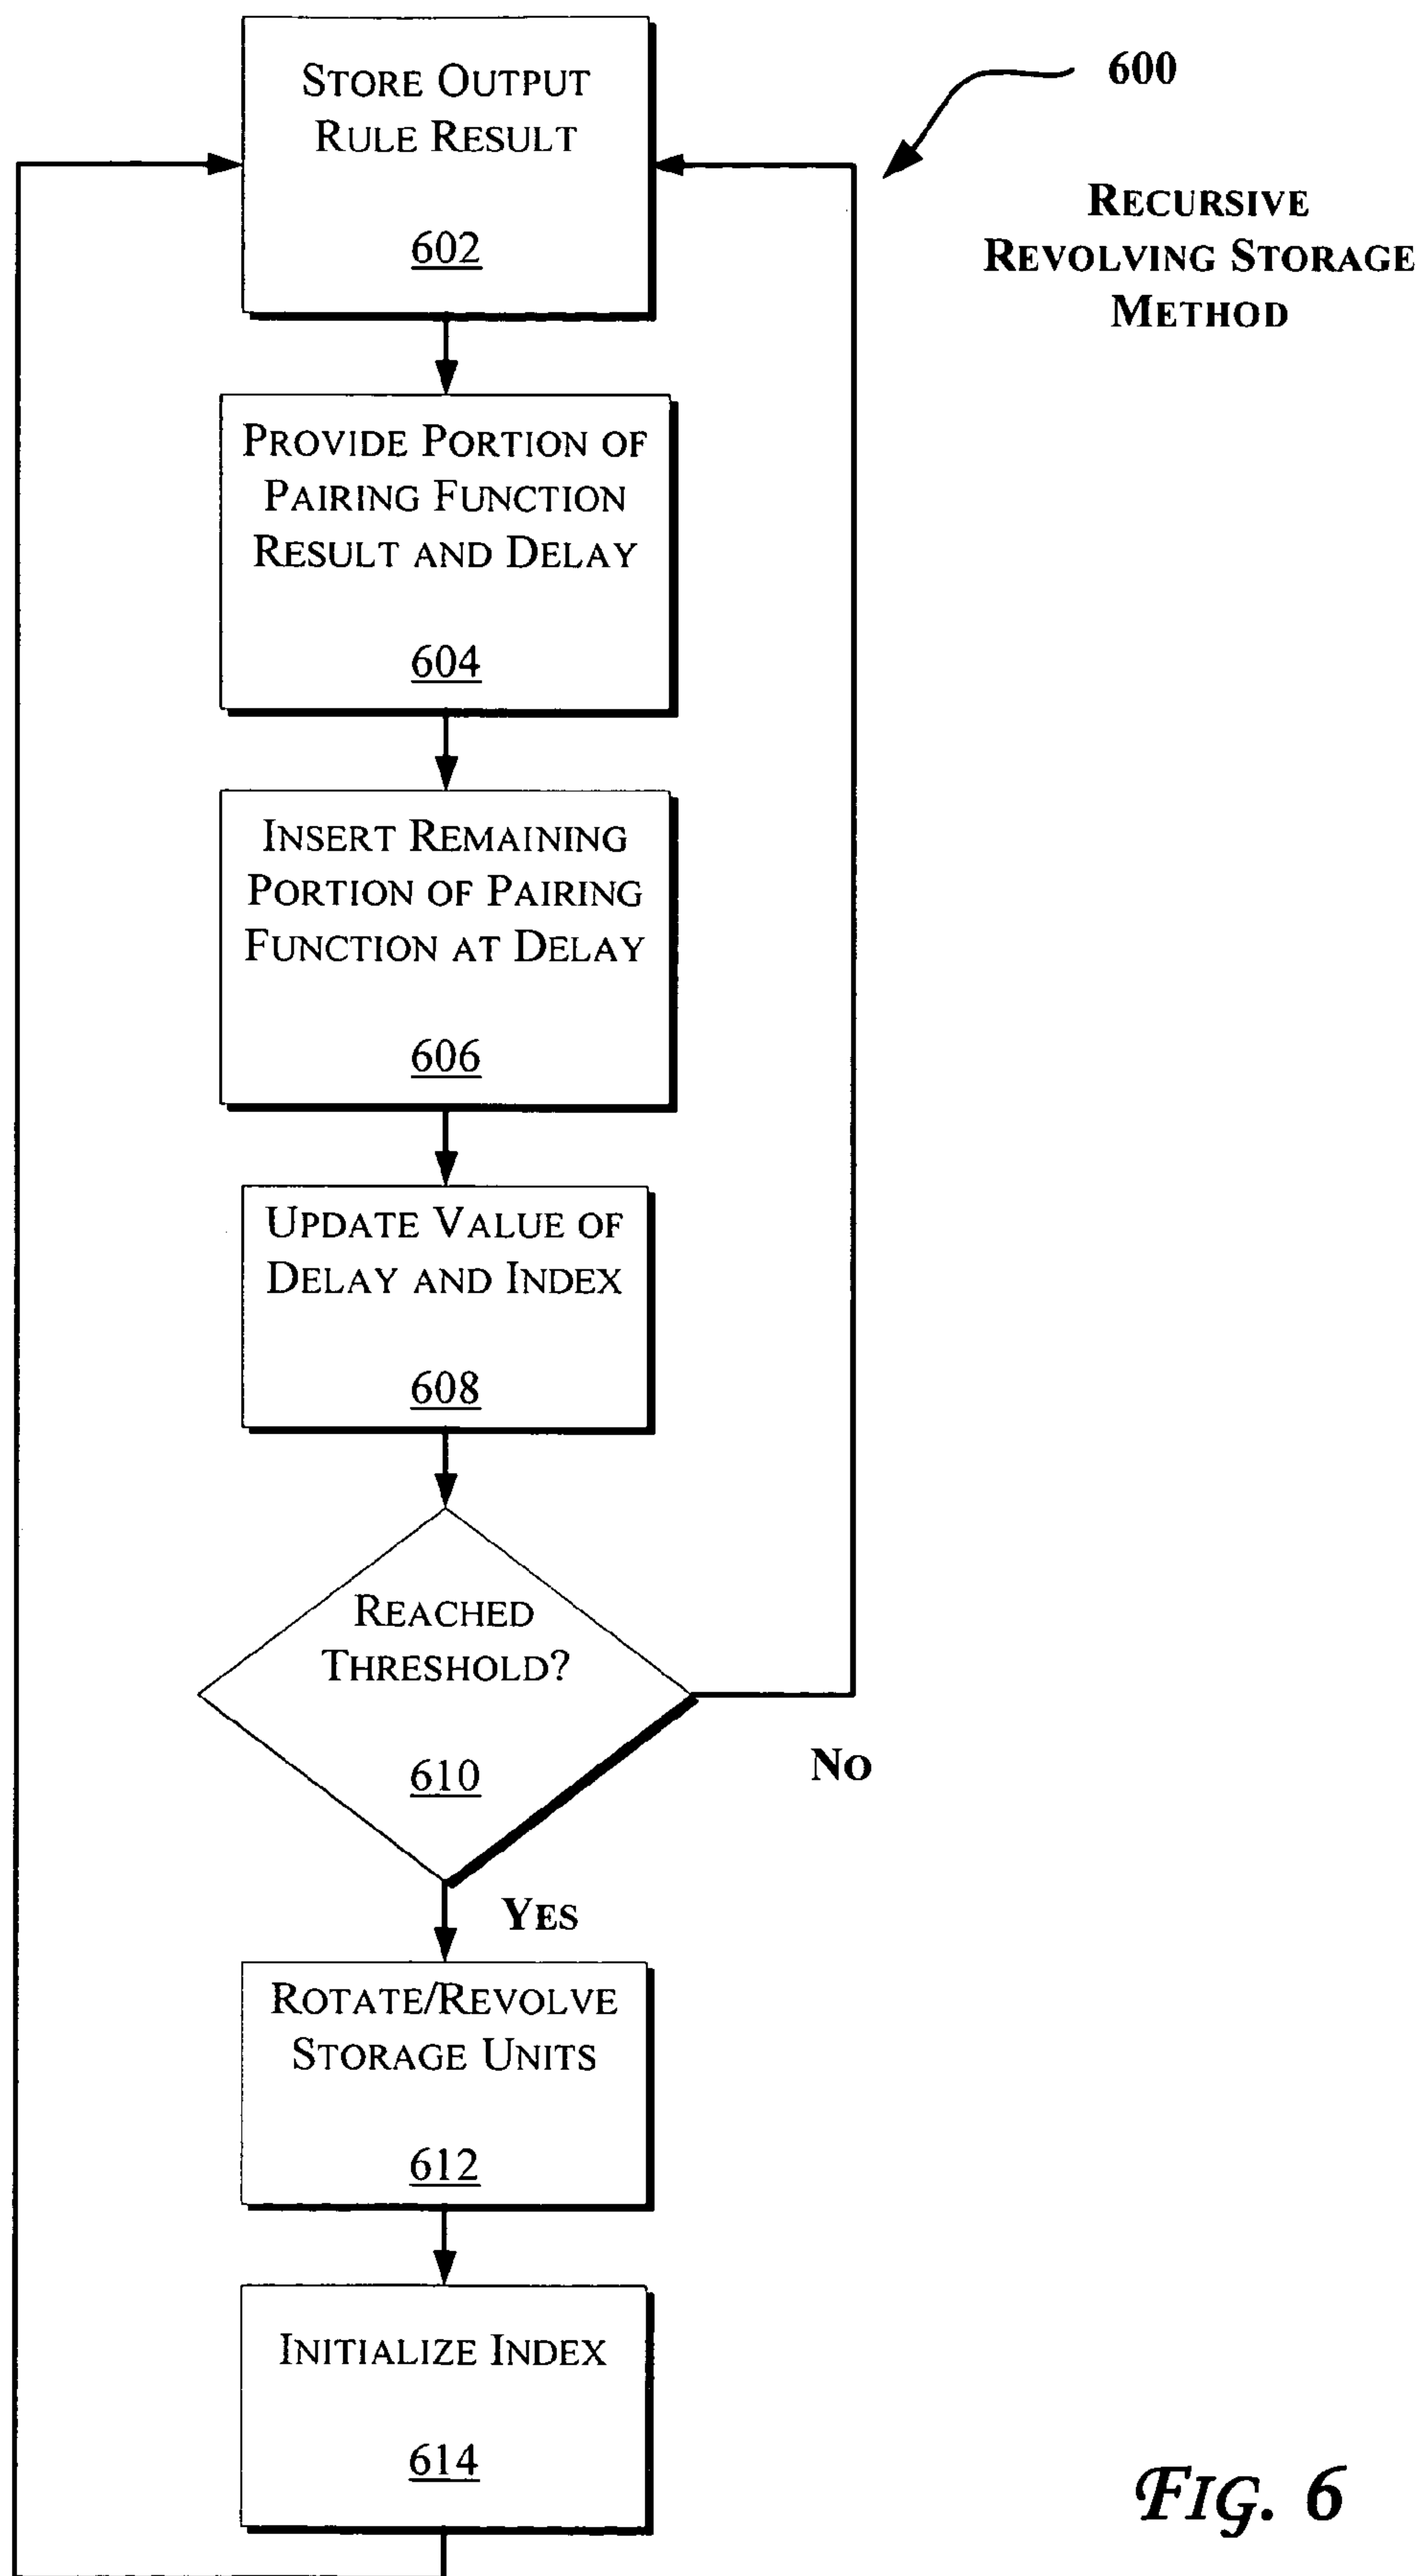 STORE OUTPUT
RULE RESULT
602
600
RECURSIVE
REVOLVING STORAGE
METHOD
PROVIDE PORTION OF
PAIRING FUNCTION
RESULT AND DELAY
604
INSERT REMAINING
PORTION OF PAIRING
FUNCTION AT DELAY
606
UPDATE VALUE OF
DELAY AND INDEX
608
REACHED
THRESHOLD?
610
NO
YES
ROTATE/REVOLVE
STORAGE UNITS
612
INITIALIZE INDEX
614
FIG. 6